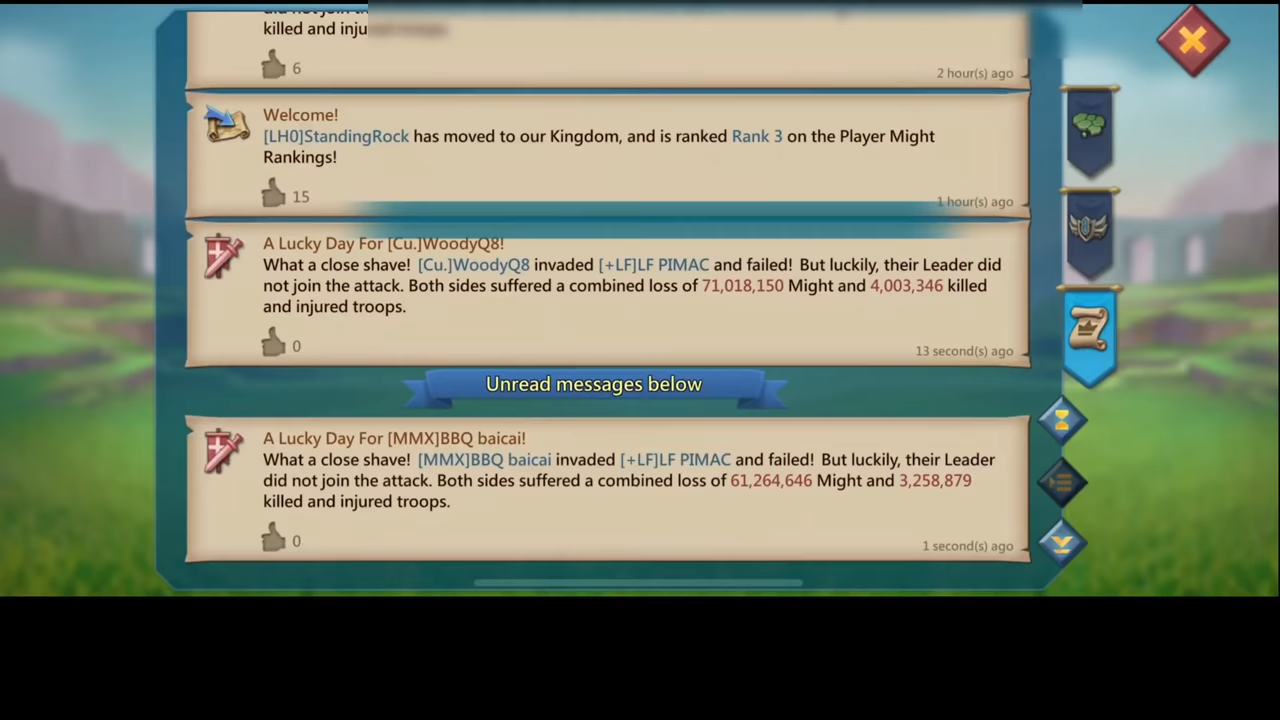 killed and inju
6
2 hour(s) ago
Welcome!
[LH0]StandingRock has moved to our Kingdom, and is ranked Rank 3 on the Player Might
Rankings!
15
1 hour(s) ago
A Lucky Day For [Cu.]WoodyQ8!
What a close shave! [Cu.]WoodyQ8 invaded [+LF]LF PIMAC and failed! But luckily, their Leader did
not join the attack. Both sides suffered a combined loss of 71,018,150 Might and 4,003,346 killed
and injured troops.
0
13 second(s) ago
Unread messages below
A Lucky Day For [MMX]BBQ baicai!
What a close shave! [MMX]BBQ baicai invaded [+LF]LF PIMAC and failed! But luckily, their Leader
did not join the attack. Both sides suffered a combined loss of 61,264,646 Might and 3,258,879
killed and injured troops.
0
1 second(s) ago